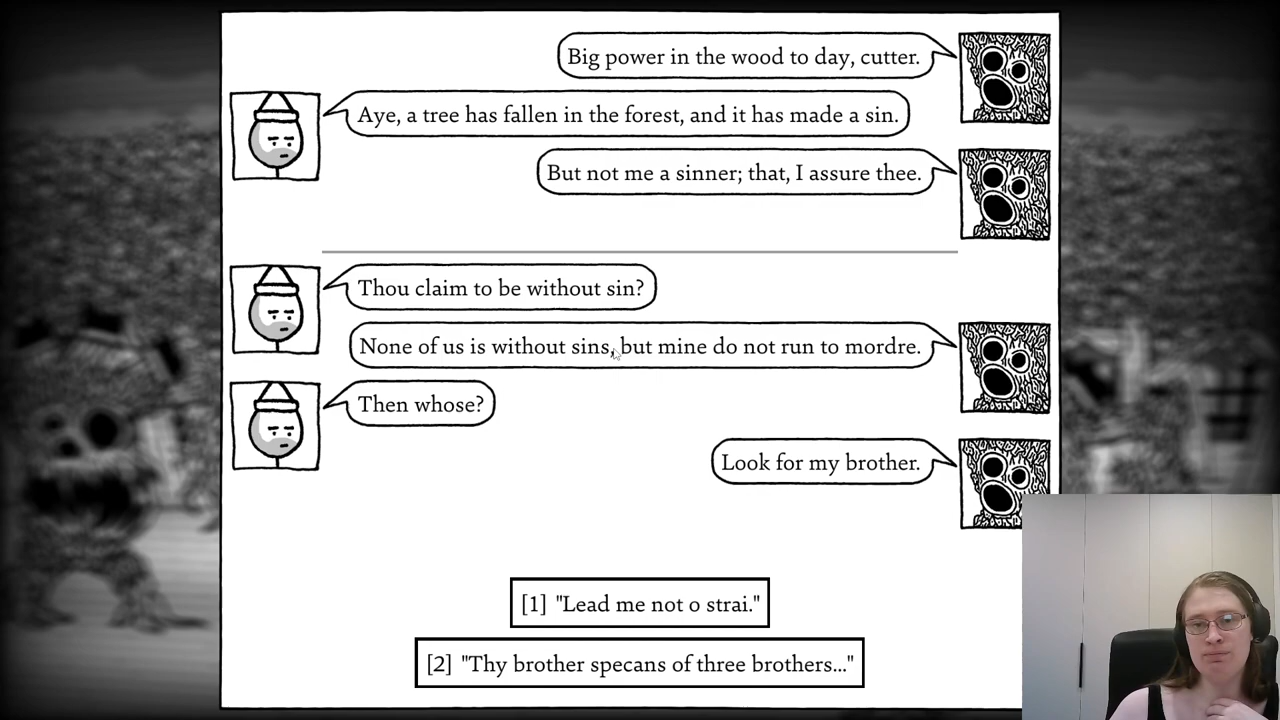 Big power in the wood to day, cutter.
Aye, a tree has fallen in the forest, and it has made a sin.
But not me a sinner; that, I assure thee.
Thou claim to be without sin?
None of us is without sins, but mine do not run to mordre.
Then whose?
Look for my brother.
[1] "Lead me not o strai."
[2] "Thy brother specans of three brothers..."